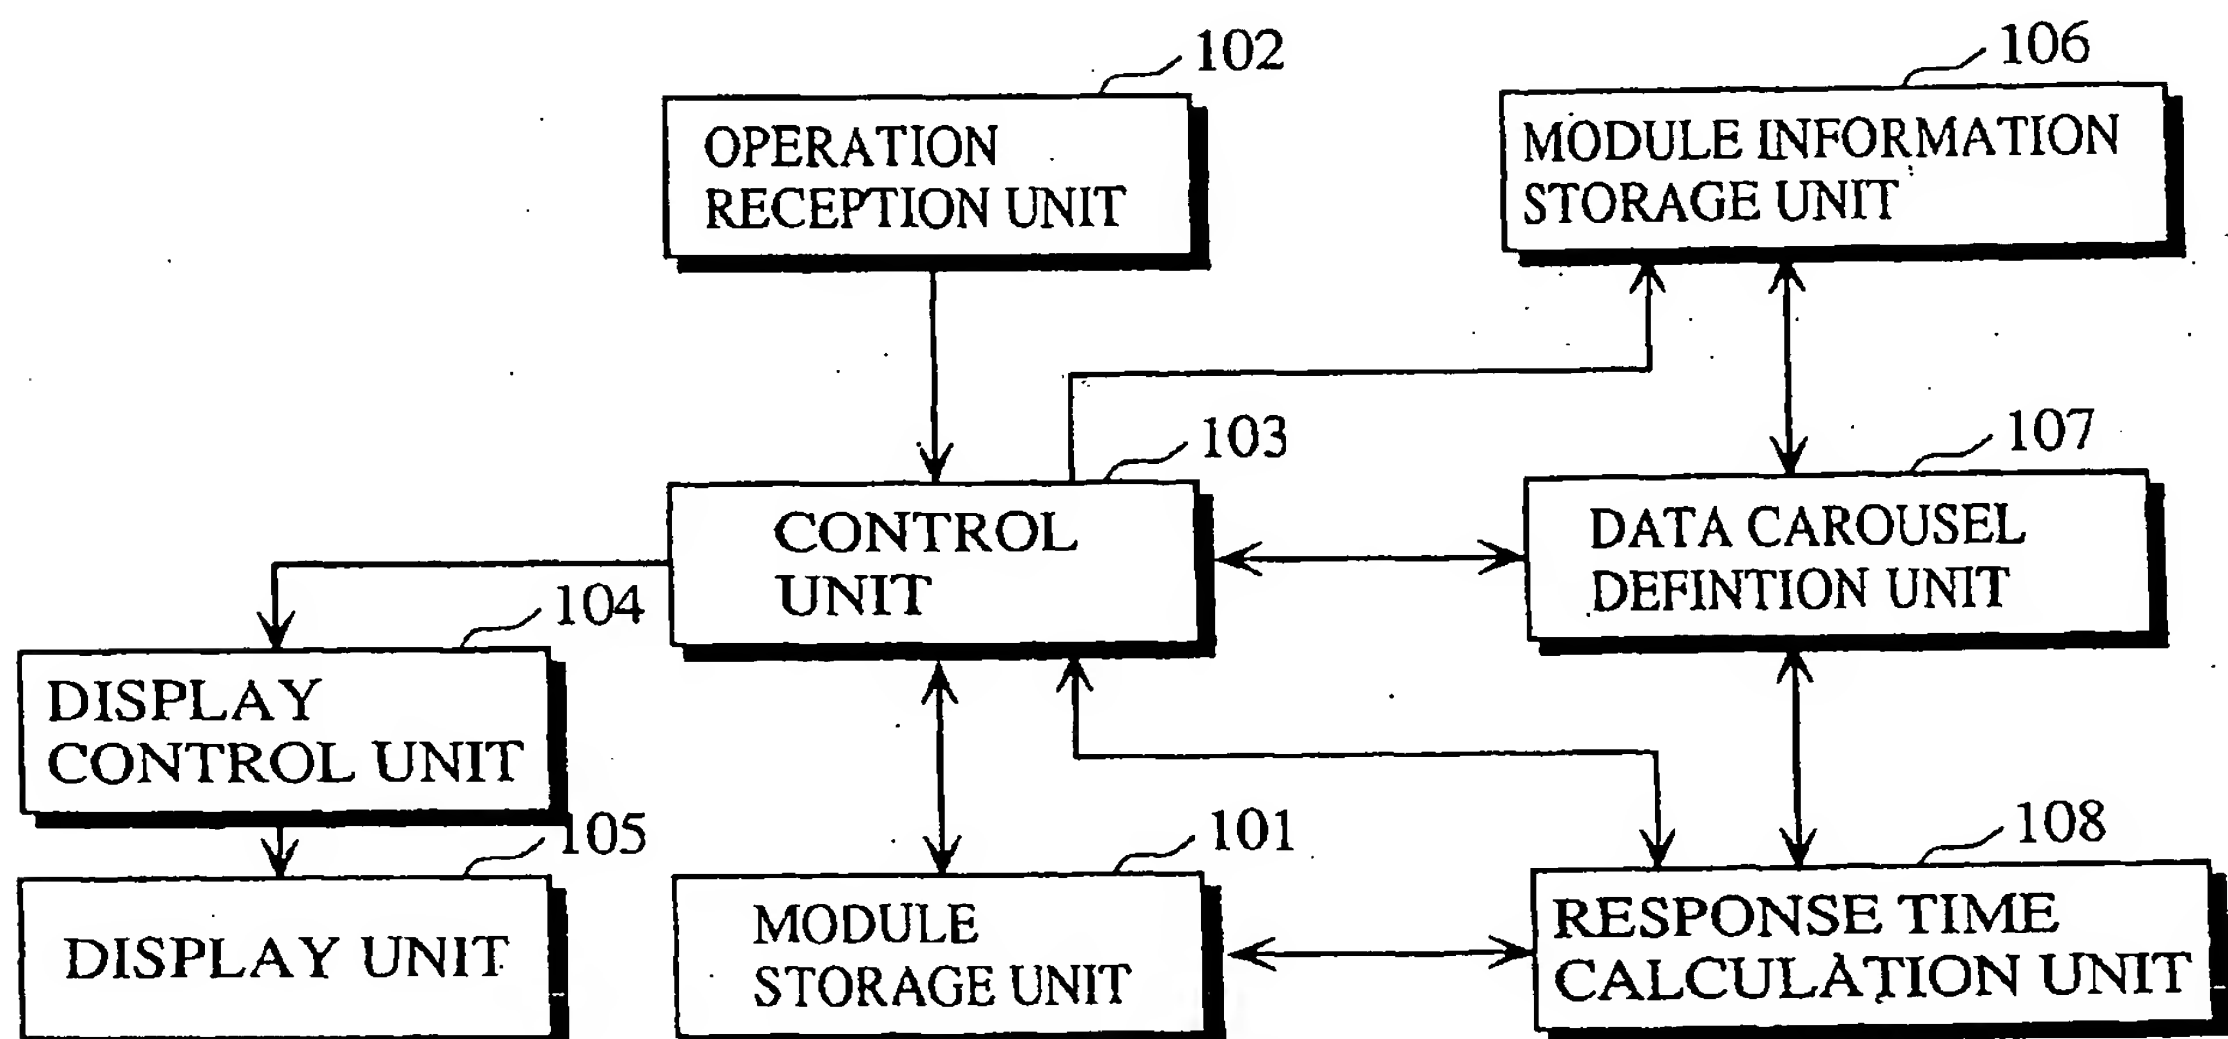 102
OPERATION
RECEPTION UNIT
106
MODULE INFORMATION
STORAGE UNIT
103
CONTROL
UNIT
107
DATA CAROUSEL
DEFINTION UNIT
104
DISPLAY
CONTROL UNIT
105
DISPLAY UNIT
101
MODULE
STORAGE UNIT
108
RESPONSE TIME
CALCULATION UNIT